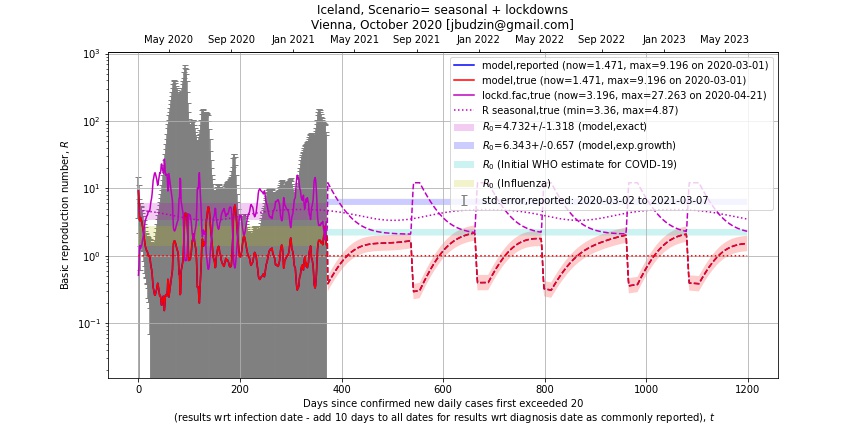 Iceland, Scenario= seasonal + lockdowns
Vienna, October 2020 [jbudzin@gmail.com]
May 2020 Sep 2020 Jan 2021 May 2021 Sep 2021 Jan 2022 May 2022 Sep 2022 Jan 2023 May 2023
10³
10²
10¹
10⁰
10⁻¹
Basic reproduction number, R
model,reported (now=1.471, max=9.196 on 2020-03-01)
model,true (now=1.471, max=9.196 on 2020-03-01)
lockd.fac,true (now=3.196, max=27.263 on 2020-04-21)
R seasonal,true (min=3.36, max=4.87)
R₀=4.732+/-1.318 (model,exact)
R₀=6.343+/-0.657 (model,exp.growth)
R₀ (Initial WHO estimate for COVID-19)
R₀ (Influenza)
std.error,reported: 2020-03-02 to 2021-03-07
0 200 400 600 800 1000 1200
Days since confirmed new daily cases first exceeded 20
(results wrt infection date - add 10 days to all dates for results wrt diagnosis date as commonly reported), t